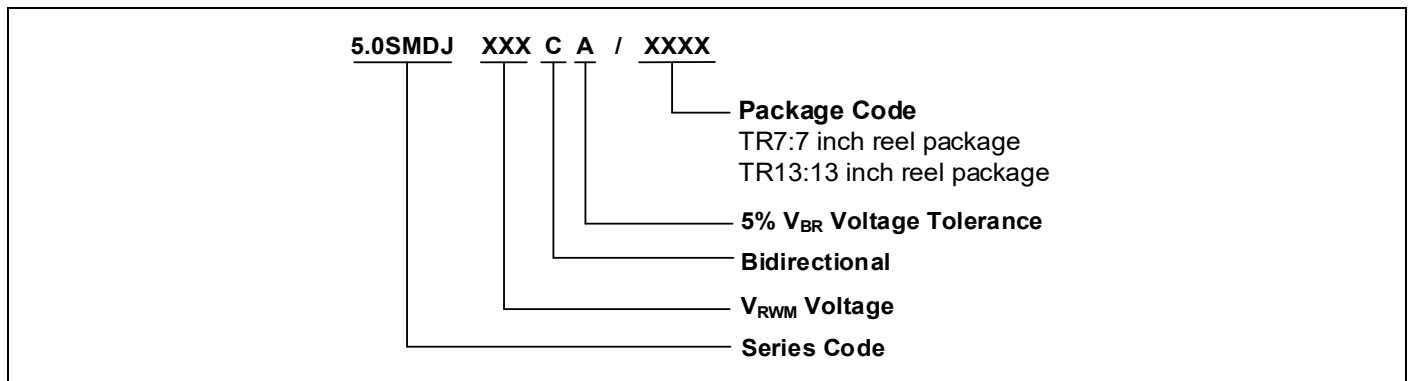 5.0SMDJ XXX C A / XXXX
Package Code
TR7:7 inch reel package
TR13:13 inch reel package
5% VBR Voltage Tolerance
Bidirectional
VRWM Voltage
Series Code